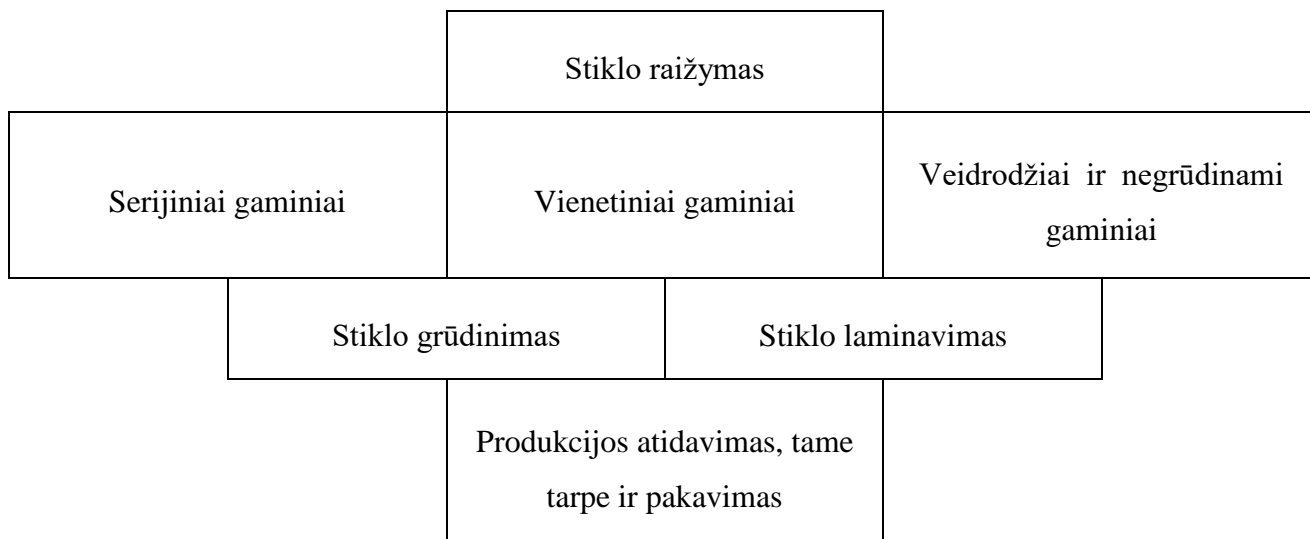 Stiklo raižymas
Serijiniai gaminiai
Vienetiniai gaminiai
Veidrodžiai ir negrūdinami
gaminiai
Stiklo grūdinimas
Stiklo laminavimas
Produkcijos atidavimas, tame
tarpe ir pakavimas